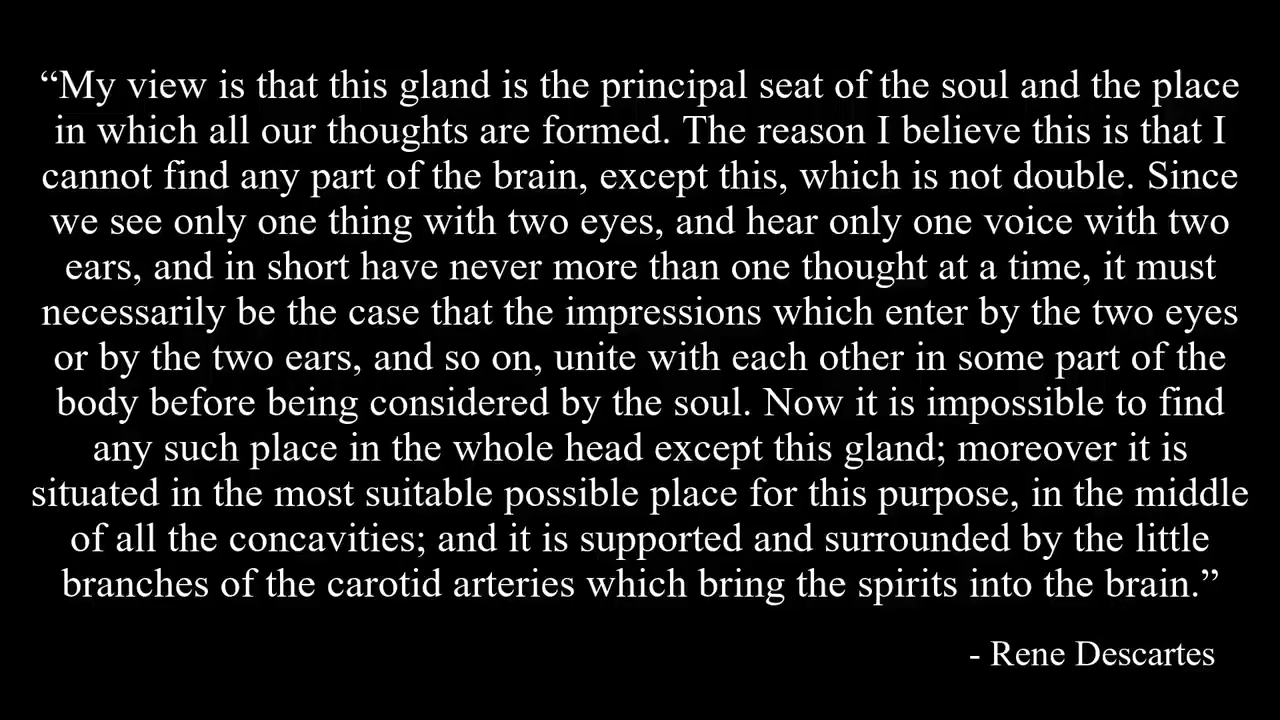 “My view is that this gland is the principal seat of the soul and the place
in which all our thoughts are formed. The reason I believe this is that I
cannot find any part of the brain, except this, which is not double. Since
we see only one thing with two eyes, and hear only one voice with two
ears, and in short have never more than one thought at a time, it must
necessarily be the case that the impressions which enter by the two eyes
or by the two ears, and so on, unite with each other in some part of the
body before being considered by the soul. Now it is impossible to find
any such place in the whole head except this gland; moreover it is
situated in the most suitable possible place for this purpose, in the middle
of all the concavities; and it is supported and surrounded by the little
branches of the carotid arteries which bring the spirits into the brain.”
- Rene Descartes